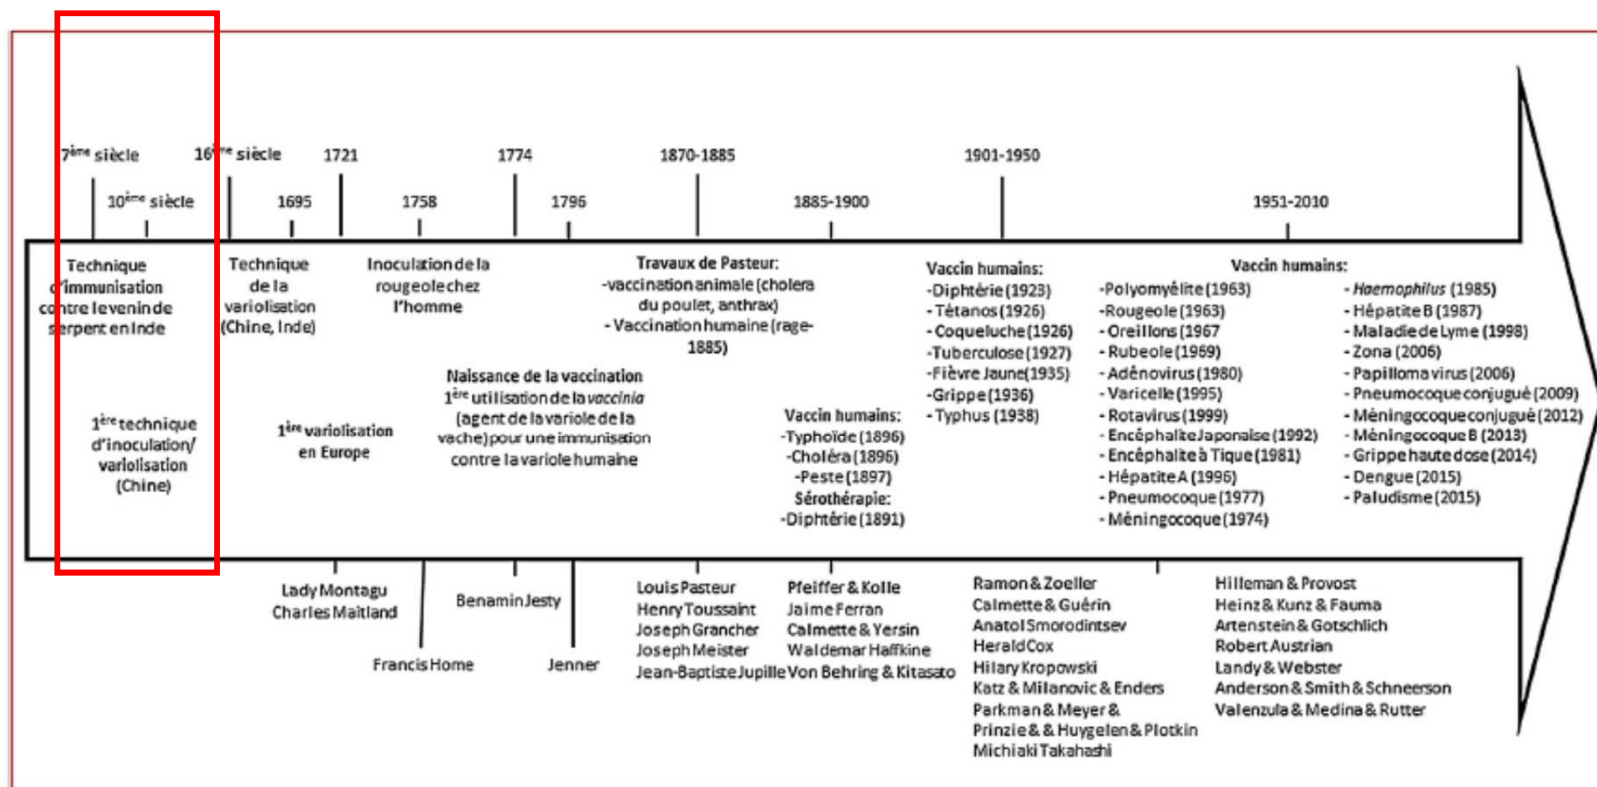 7ème siècle
16ème siècle
1721
1774
1870-1885
1901-1950
10ème siècle
1695
1758
1796
1885-1900
1951-2010
Technique
d'immunisation
contre le venin de
serpent en Inde
1ère technique
d'inoculation/
variolisation
(Chine)
Technique
de la
variolisation
(Chine, Inde)
1ère variolisation
en Europe
Inoculation de la
rougeole chez
l'homme
Naissance de la vaccination
1ère utilisation de la vaccinia
(agent de la variole de la
vache) pour une immunisation
contre la variole humaine
Travaux de Pasteur:
-vaccination animale (cholera
du poulet, anthrax)
- Vaccination humaine (rage-
1885)
Vaccin humains:
-Typhoïde (1896)
-Choléra (1896)
-Peste (1897)
Sérothérapie:
-Diphtérie (1891)
Vaccin humains:
-Diphtérie (1923)
- Tétanos (1926)
- Coqueluche (1926)
-Tuberculose (1927)
-Fièvre Jaune (1935)
-Grippe (1936)
- Typhus (1938)
Vaccin humains:
-Polyomyélite (1963)
-Rougeole (1963)
- Oreillons (1967
- Rubeole (1969)
- Adénovirus (1980)
- Varicelle (1995)
- Rotavirus (1999)
- Encéphalite Japonaise (1992)
- Encéphalite à Tique (1981)
- Hépatite A (1996)
- Pneumocoque (1977)
- Méningocoque (1974)
- Haemophilus (1985)
- Hépatite B (1987)
- Maladie de Lyme (1998)
- Zona (2006)
- Papillomavirus (2006)
- Pneumocoque conjugué (2009)
- Méningocoque conjugué (2012)
- Méningocoque B (2013)
- Grippe haute dose (2014)
- Dengue (2015)
- Paludisme (2015)
Lady Montagu
Charles Maitland
Francis Home
Benamin Jesty
Jenner
Louis Pasteur
Henry Toussaint
Joseph Grancher
Joseph Meister
Jean-Baptiste Jupille
Pfeiffer & Kolle
Jaime Ferran
Calmette & Yersin
Waldemar Haffkine
Von Behring & Kitasato
Ramon & Zoeller
Calmette & Guérin
Anatol Smorodintsev
Herald Cox
Hilary Kropowski
Katz & Milanovic & Enders
Parkman & Meyer &
Prinzie & & Huygelen & Plotkin
Michiaki Takahashi
Hilleman & Provost
Heinz & Kunz & Fauma
Artenstein & Gotschlich
Robert Austrian
Landy & Webster
Anderson & Smith & Schneerson
Valenzula & Medina & Rutter